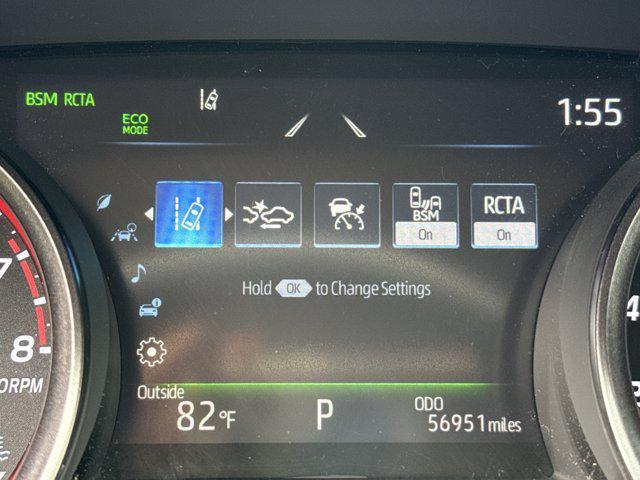 BSM RCTA
1:55
ECO
MODE
BSM
On
RCTA
On
Hold OK to Change Settings
7
8
Outside
82°F
P
ODO
56951 miles